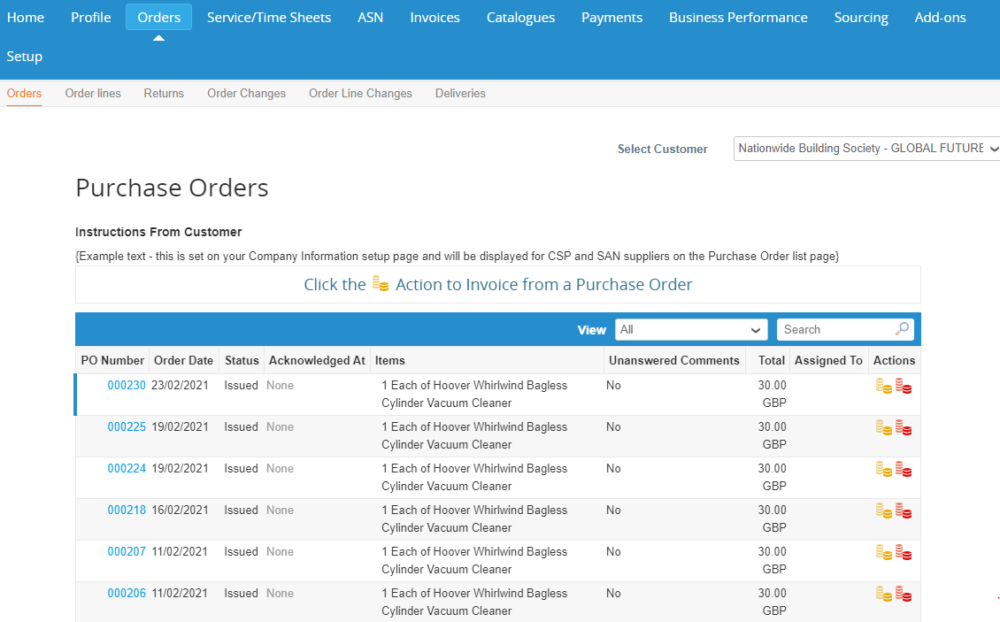 Home Profile Orders Service/Time Sheets ASN Invoices Catalogues Payments Business Performance Sourcing Add-ons
Setup
Orders Order lines Returns Order Changes Order Line Changes Deliveries
Select Customer Nationwide Building Society - GLOBAL FUTURE
Purchase Orders
Instructions From Customer
{Example text - this is set on your Company Information setup page and will be displayed for CSP and SAN suppliers on the Purchase Order list page}
Click the Action to Invoice from a Purchase Order
View All Search
PO Number Order Date Status Acknowledged At Items Unanswered Comments Total Assigned To Actions
000230 23/02/2021 Issued None 1 Each of Hoover Whirlwind Bagless No 30.00
Cylinder Vacuum Cleaner GBP
000225 19/02/2021 Issued None 1 Each of Hoover Whirlwind Bagless No 30.00
Cylinder Vacuum Cleaner GBP
000224 19/02/2021 Issued None 1 Each of Hoover Whirlwind Bagless No 30.00
Cylinder Vacuum Cleaner GBP
000218 16/02/2021 Issued None 1 Each of Hoover Whirlwind Bagless No 30.00
Cylinder Vacuum Cleaner GBP
000207 11/02/2021 Issued None 1 Each of Hoover Whirlwind Bagless No 30.00
Cylinder Vacuum Cleaner GBP
000206 11/02/2021 Issued None 1 Each of Hoover Whirlwind Bagless No 30.00
Cylinder Vacuum Cleaner GBP